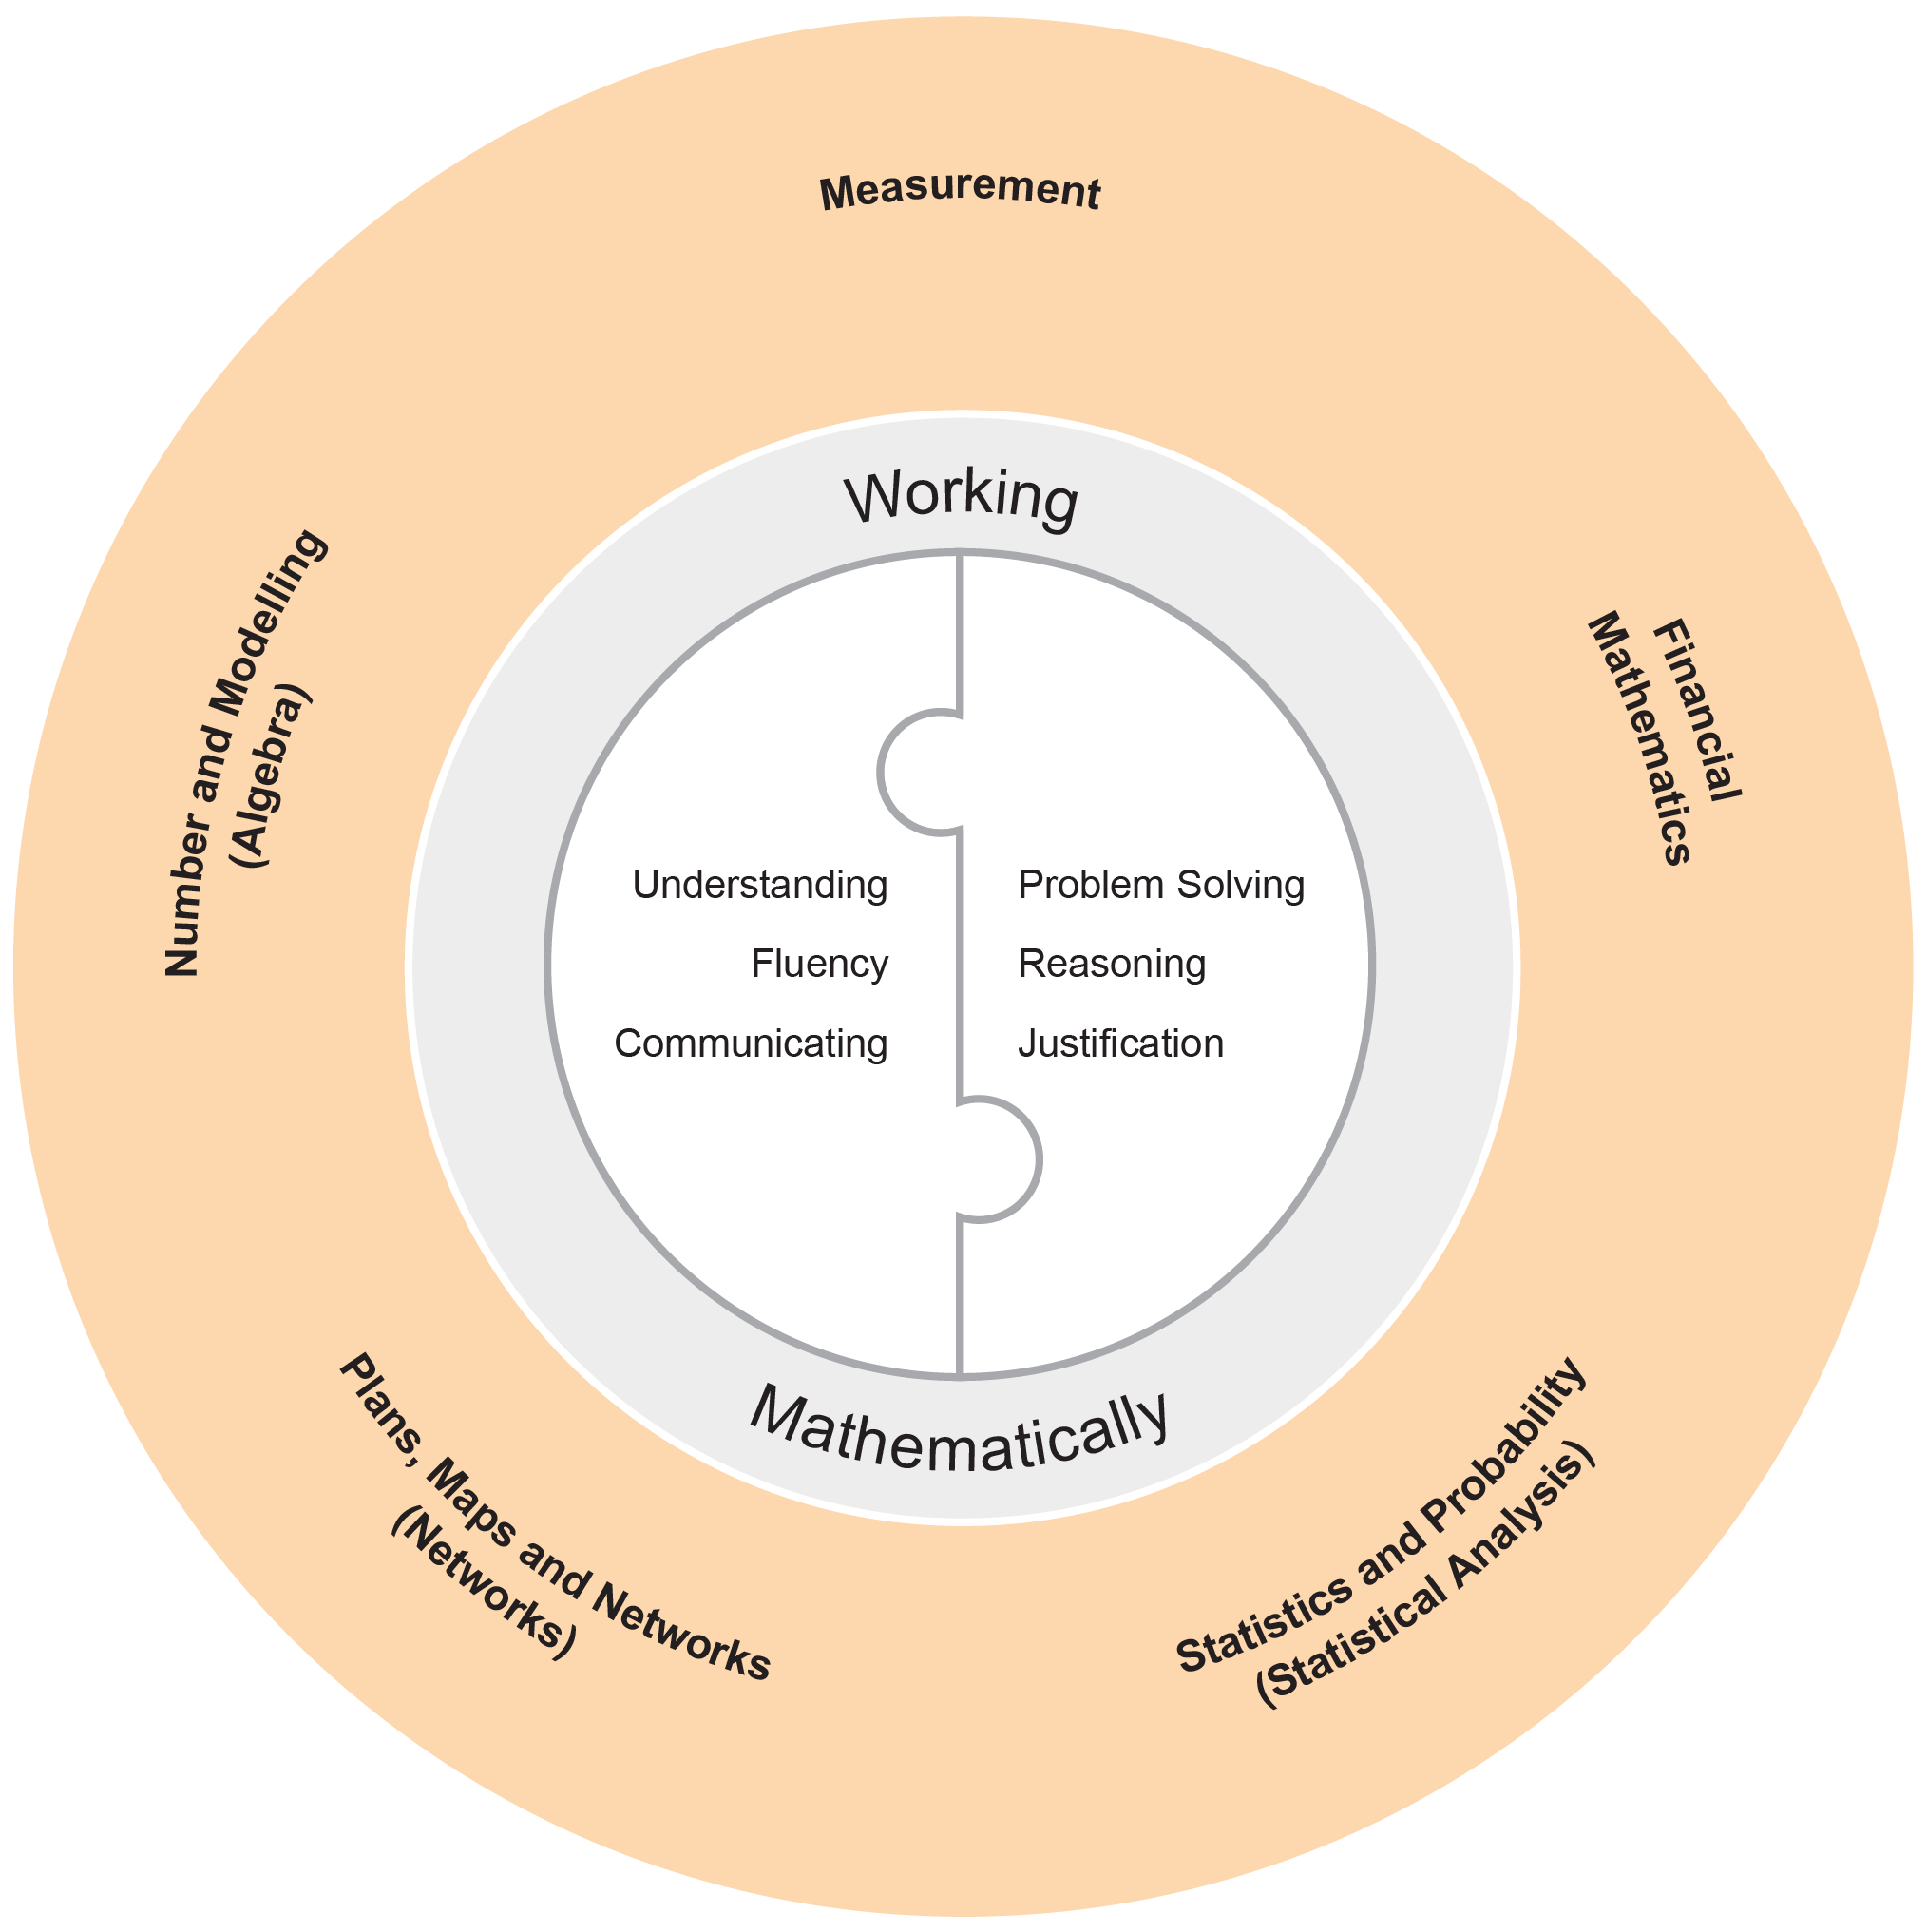 Measurement
Financial
Mathematics
Statistics and Probability
(Statistical Analysis)
Plans, Maps and Networks
(Networks)
Number and Modelling
(Algebra)
Working
Understanding
Fluency
Communicating
Problem Solving
Reasoning
Justification
Mathematically